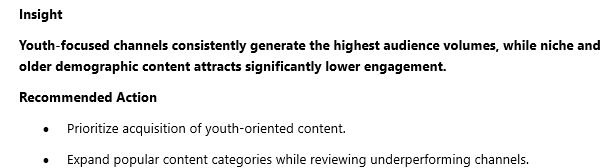 Insight
Youth-focused channels consistently generate the highest audience volumes, while niche and
older demographic content attracts significantly lower engagement.
Recommended Action
• Prioritize acquisition of youth-oriented content.
• Expand popular content categories while reviewing underperforming channels.